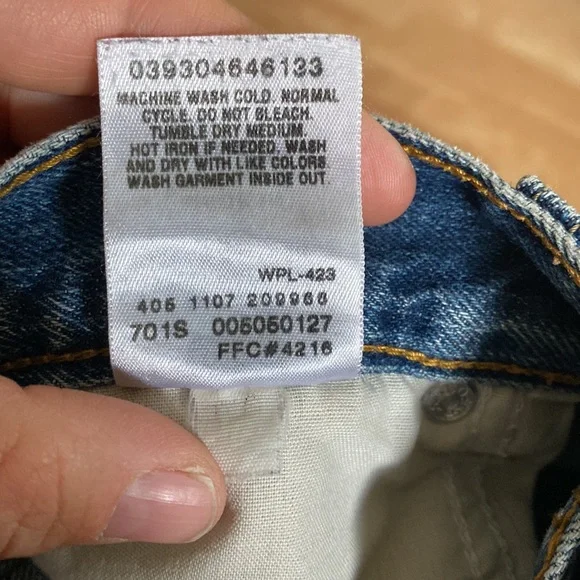 039304646133
MACHINE WASH COLD. NORMAL
CYCLE. DO NOT BLEACH.
TUMBLE DRY MEDIUM.
HOT IRON IF NEEDED. WASH
AND DRY WITH LIKE COLORS.
WASH GARMENT INSIDE OUT.
WPL-423
405 1107 209966
701S 005050127
FFC#4216